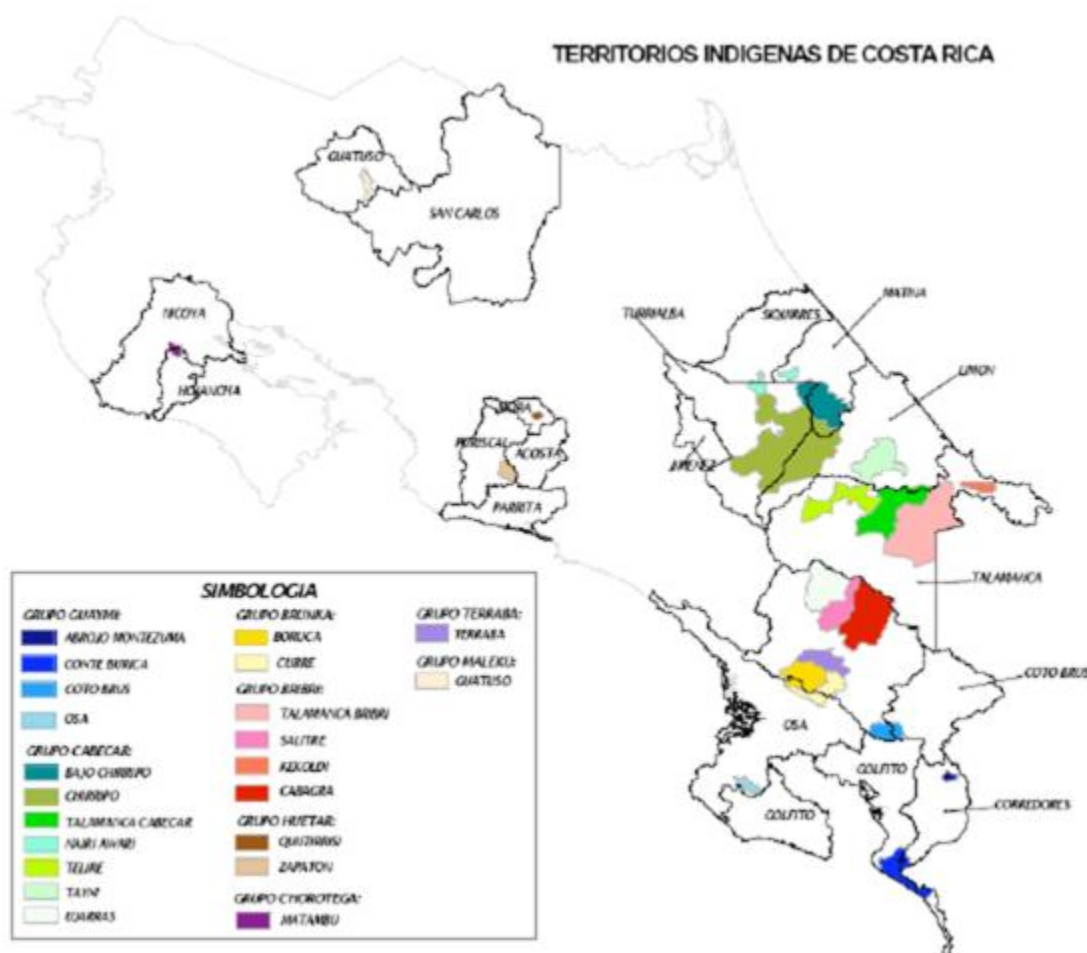 TERRITORIOS INDIGENAS DE COSTA RICA
GUATUSO
SAN CARLOS
NICOYA
HOJANCHA
TURRIALBA
SIQUIRRES
MATINA
LIMON
JIMENEZ
MORA
PURISCAL
ACOSTA
PARRITA
TALAMANCA
COTO BRUS
OSA
GOLFITO
GOLFITO
CORREDORES
SIMBOLOGIA
GRUPO GUAYMI:
ABROJO MONTEZUMA
CONTE BURICA
COTO BRUS
OSA
GRUPO CABECAR:
BAJO CHIRRIPO
CHIRRIPO
TALAMANCA CABECAR
NAIRI AWARI
TELIRE
TAYNI
UJARRAS
GRUPO BRUNKA:
BORUCA
CURRE
GRUPO BRIBRI:
TALAMANCA BRIBRI
SALITRE
KEKOLDI
CABAGRA
GRUPO HUETAR:
QUITIRRISI
ZAPATON
GRUPO CHOROTEGA:
MATAMBU
GRUPO TERRABA:
TERRABA
GRUPO MALEKU:
GUATUSO